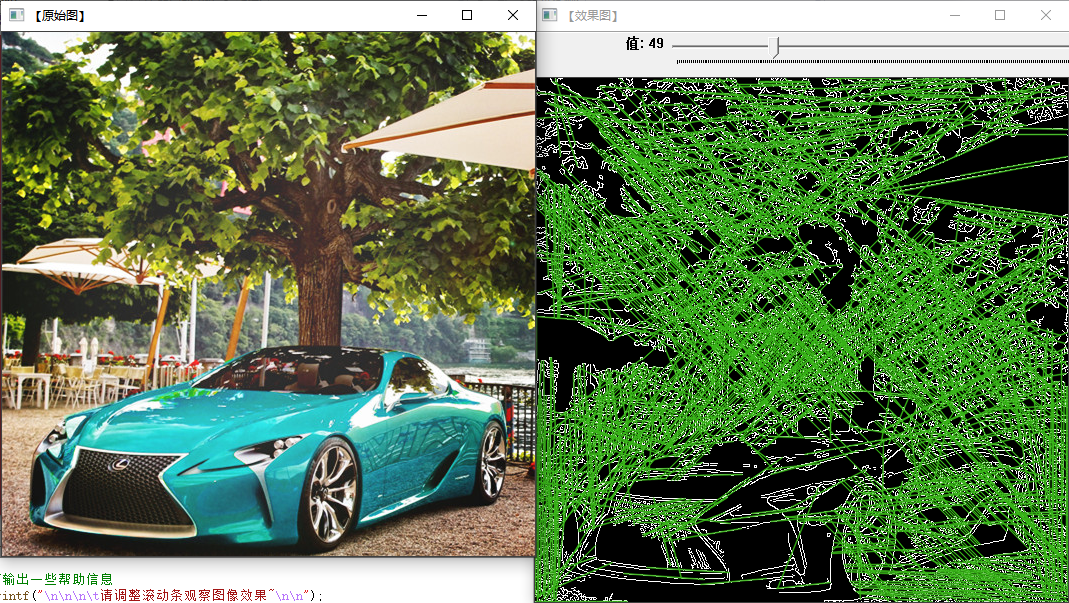 【原始图】
【效果图】
值: 49
输出一些帮助信息
intf("\n\n\n\t请调整滚动条观察图像效果~\n\n");